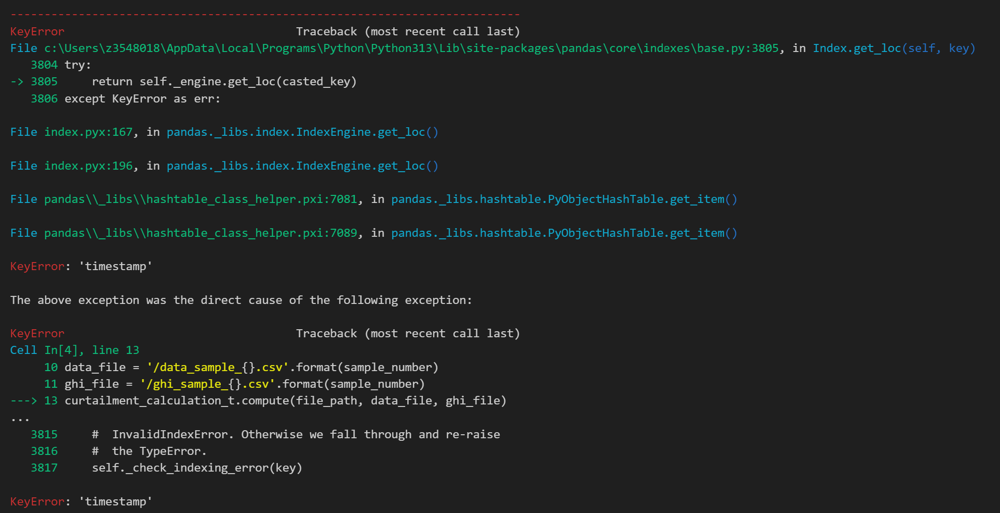 ---------------------------------------------------------------------------
KeyError                                  Traceback (most recent call last)
File c:\Users\z3548018\AppData\Local\Programs\Python\Python313\Lib\site-packages\pandas\core\indexes\base.py:3805, in Index.get_loc(self, key)
   3804 try:
-> 3805     return self._engine.get_loc(casted_key)
   3806 except KeyError as err:

File index.pyx:167, in pandas._libs.index.IndexEngine.get_loc()

File index.pyx:196, in pandas._libs.index.IndexEngine.get_loc()

File pandas\\_libs\\hashtable_class_helper.pxi:7081, in pandas._libs.hashtable.PyObjectHashTable.get_item()

File pandas\\_libs\\hashtable_class_helper.pxi:7089, in pandas._libs.hashtable.PyObjectHashTable.get_item()

KeyError: 'timestamp'

The above exception was the direct cause of the following exception:

KeyError                                  Traceback (most recent call last)
Cell In[4], line 13
     10 data_file = '/data_sample_{}.csv'.format(sample_number)
     11 ghi_file = '/ghi_sample_{}.csv'.format(sample_number)
---> 13 curtailment_calculation_t.compute(file_path, data_file, ghi_file)
...
   3815     #  InvalidIndexError. Otherwise we fall through and re-raise
   3816     #  the TypeError.
   3817     self._check_indexing_error(key)

KeyError: 'timestamp'